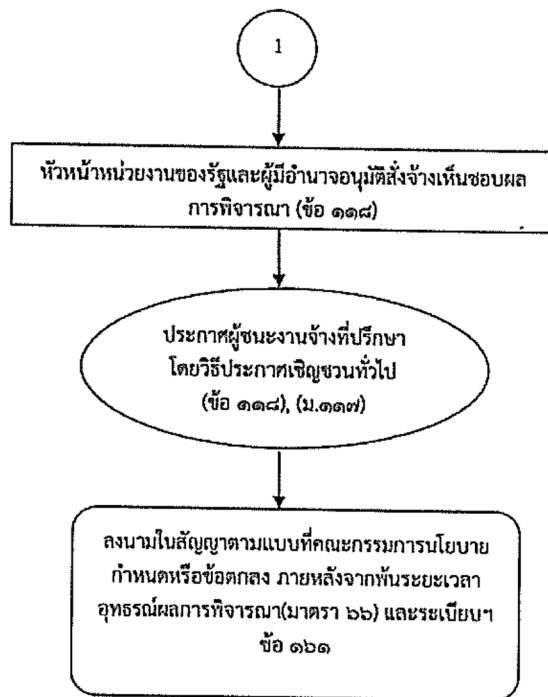 1
หัวหน้าหน่วยงานของรัฐและผู้มีอำนาจอนุมัติสั่งจ้างเห็นชอบผล
การพิจารณา (ข้อ ๑๑๘)
ประกาศผู้ชนะงานจ้างที่ปรึกษา
โดยวิธีประกาศเชิญชวนทั่วไป
(ข้อ ๑๑๘), (ม.๑๑๗)
ลงนามในสัญญาตามแบบที่คณะกรรมการนโยบาย
กำหนดหรือข้อตกลง ภายหลังจากพ้นระยะเวลา
อุทธรณ์ผลการพิจารณา(มาตรา ๖๖) และระเบียบฯ
ข้อ ๑๖๑